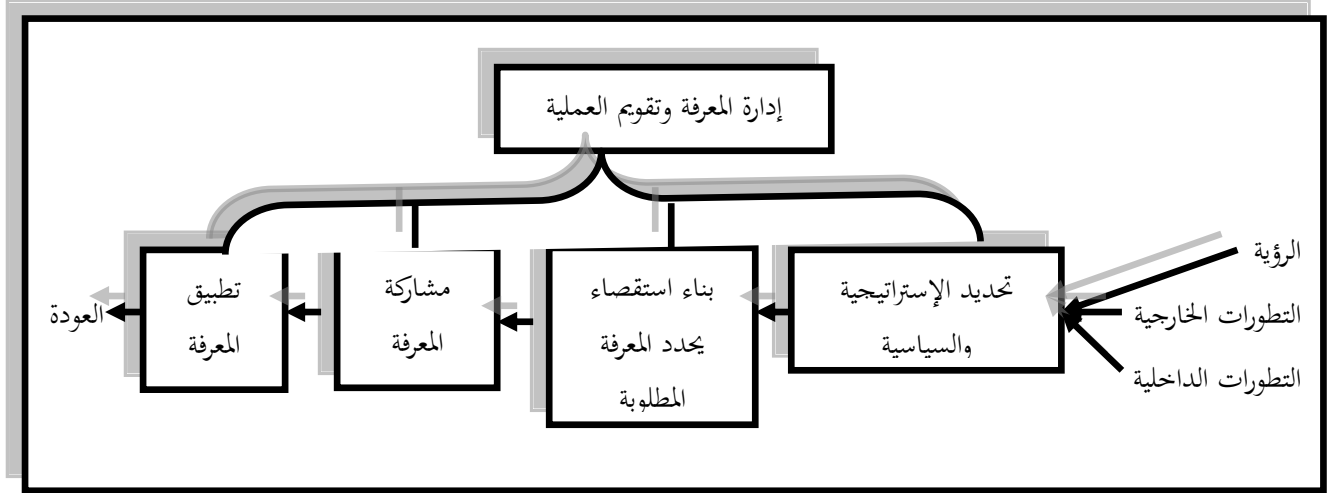 إدارة المعرفة وتقويم العملية
الرؤية
التطورات الخارجية
التطورات الداخلية
تحديد الإستراتيجية
والسياسية
بناء استقصاء
يحدد المعرفة
المطلوبة
مشاركة
المعرفة
تطبيق
المعرفة
العودة